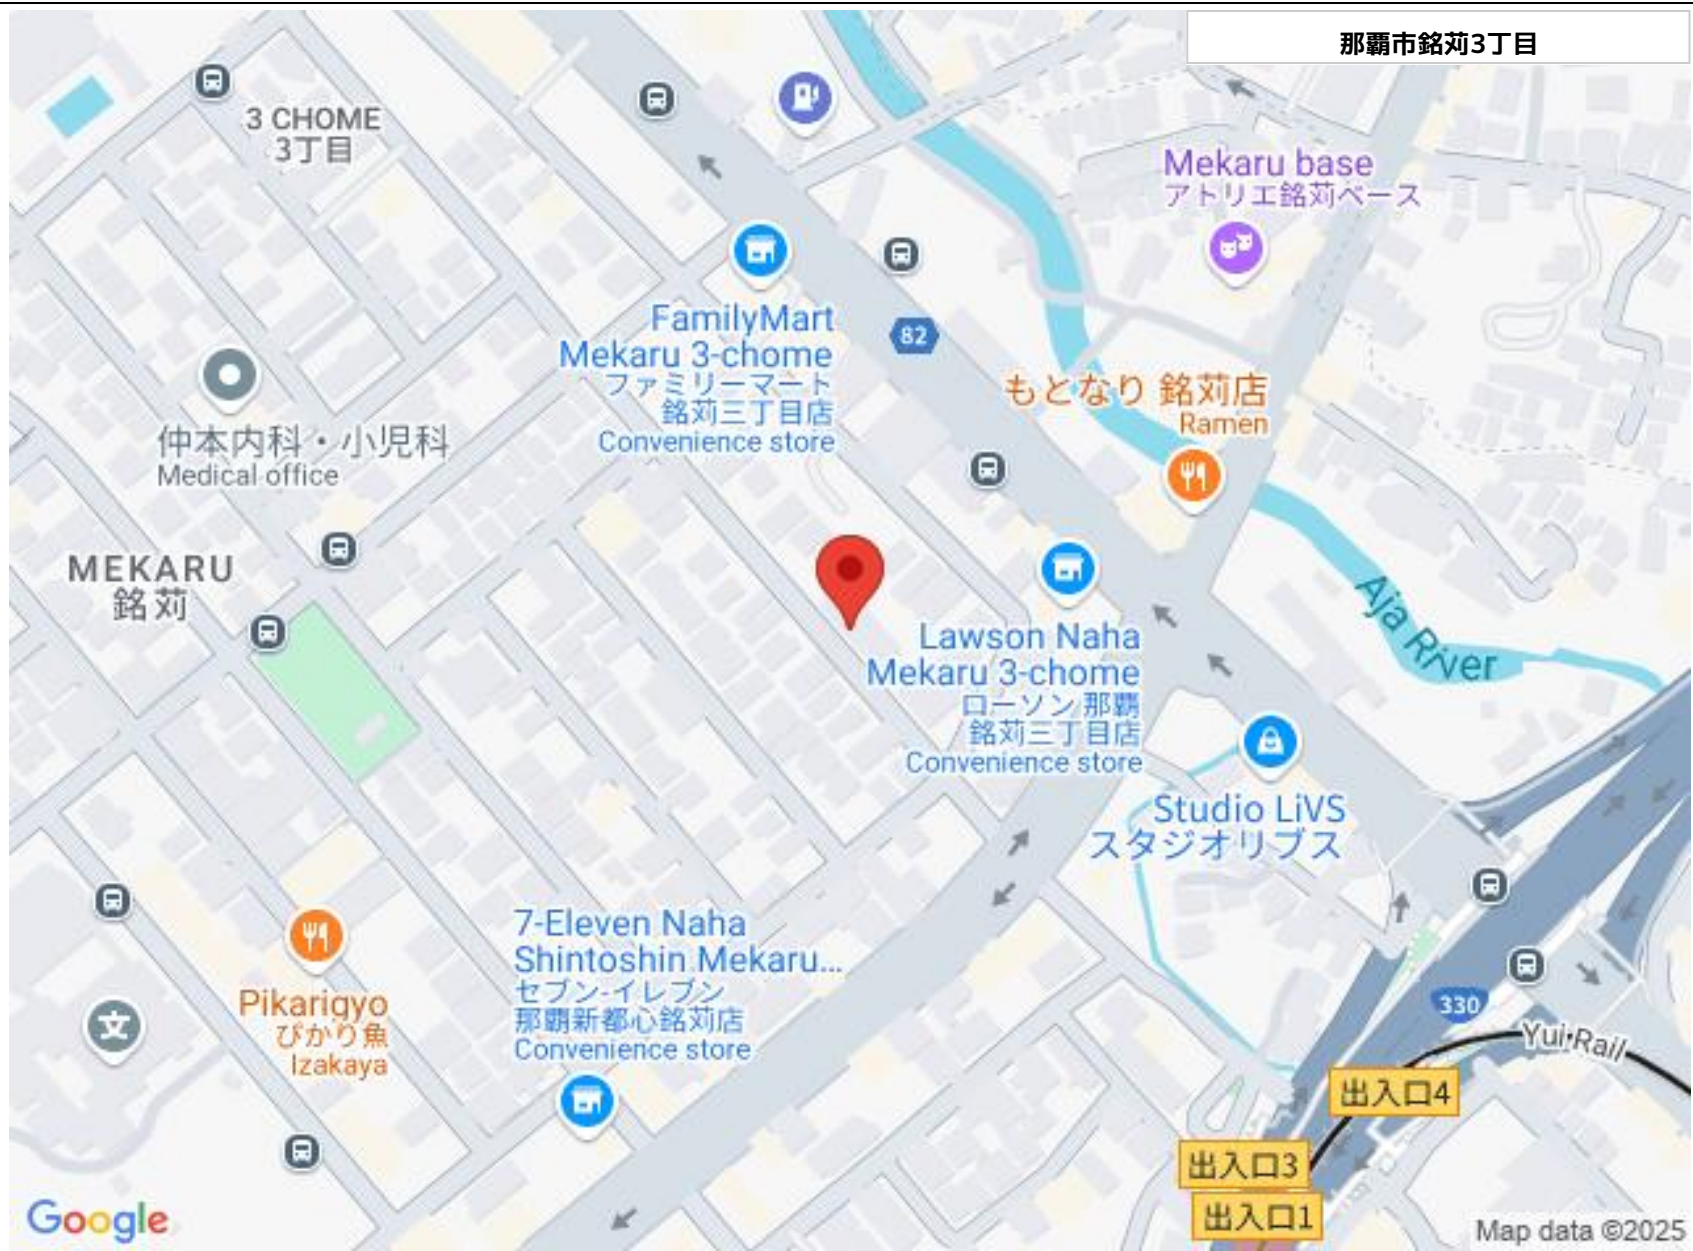 那覇市銘苅3丁目
3 CHOME
3丁目
Mekaru base
アトリエ銘苅ベース
FamilyMart
Mekaru 3-chome
ファミリーマート
銘苅三丁目店
Convenience store
82
もとなり 銘苅店
Ramen
仲本内科・小児科
Medical office
MEKARU
銘苅
Lawson Naha
Mekaru 3-chome
ローソン 那覇
銘苅三丁目店
Convenience store
Aja River
Studio LiVS
スタジオリブス
7-Eleven Naha
Shintoshin Mekaru...
セブン-イレブン
那覇新都心銘苅店
Convenience store
Pikarigyo
ぴかり魚
Izakaya
文
330
Yui Rail
出入口4
出入口3
出入口1
Google
Map data ©2025